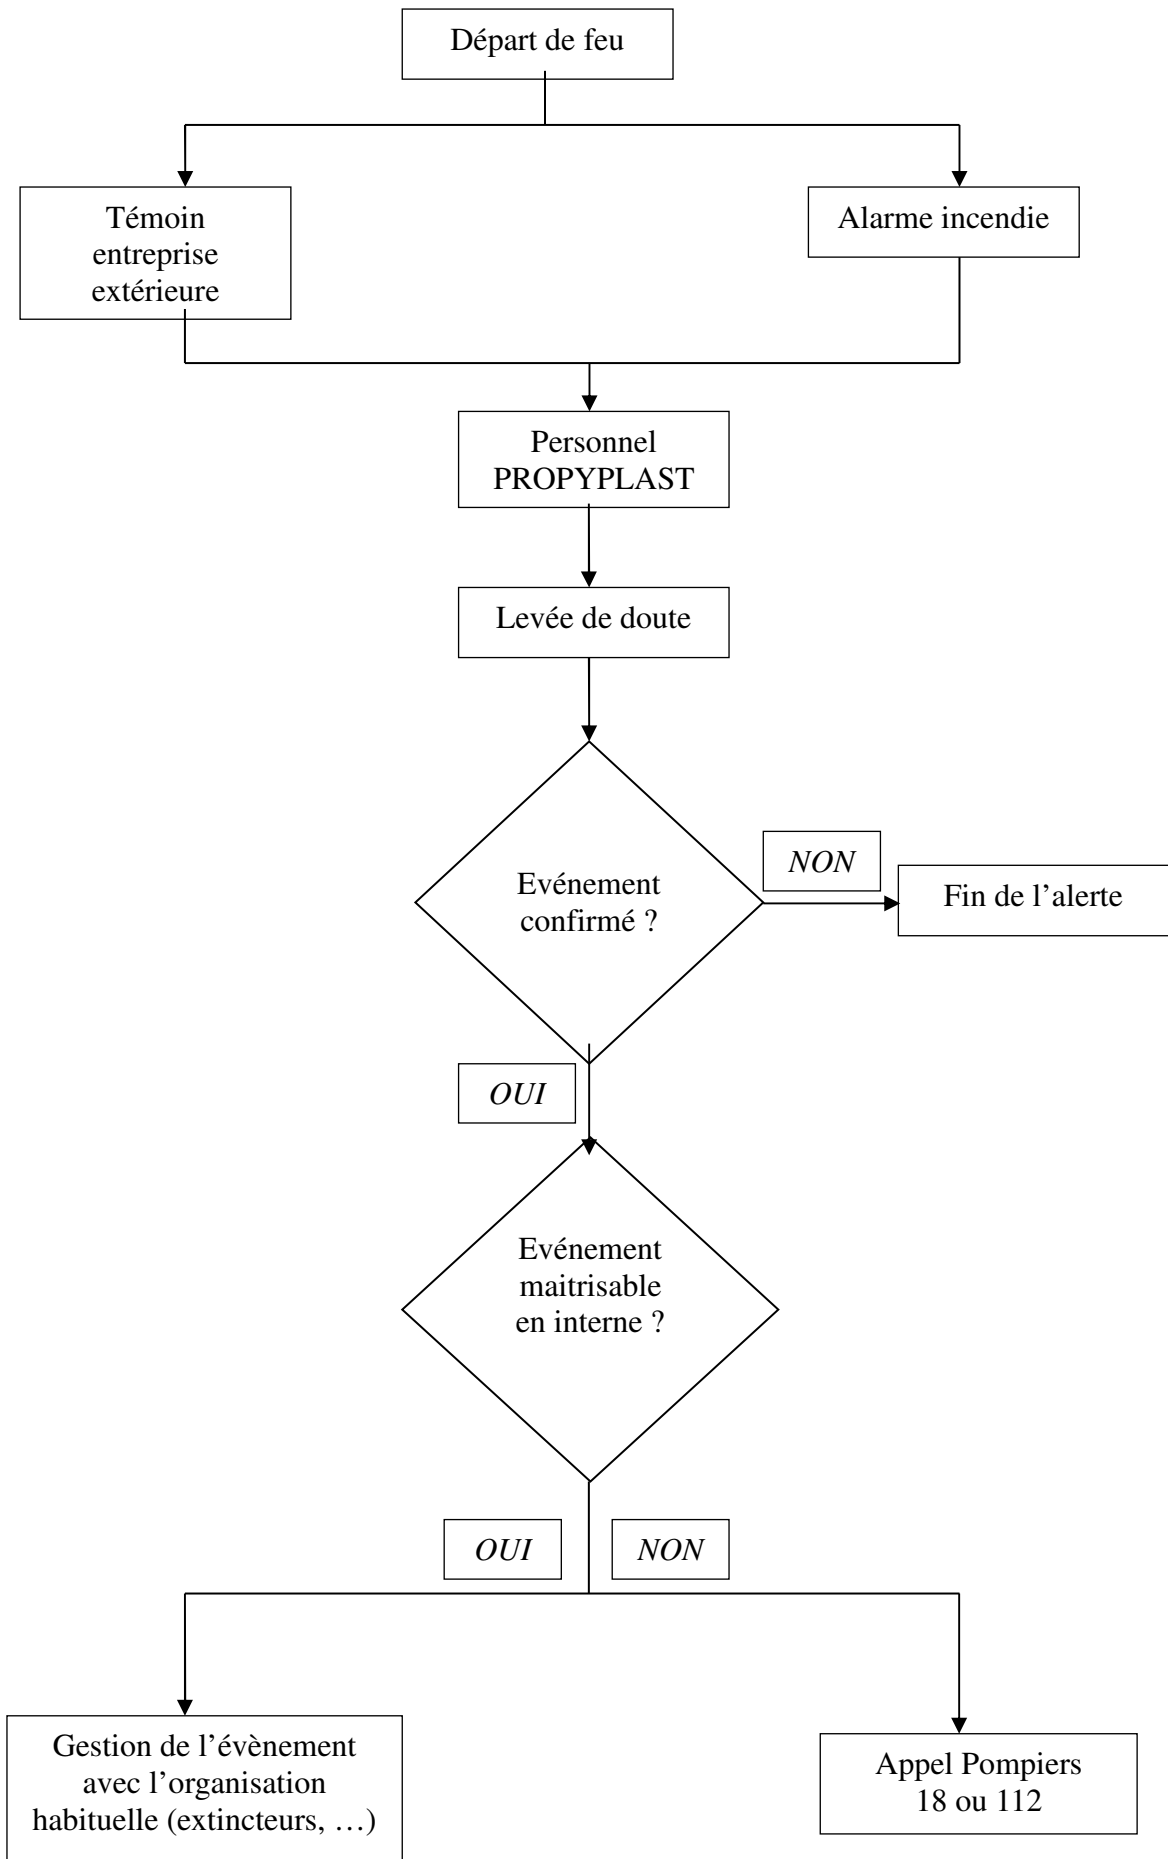 Départ de feu
Témoin
entreprise
extérieure
Alarme incendie
Personnel
PROPYPLAST
Levée de doute
Evénement
confirmé ?
NON
Fin de l’alerte
OUI
Evénement
maitrisable
en interne ?
OUI
NON
Gestion de l’évènement
avec l’organisation
habituelle (extincteurs, …)
Appel Pompiers
18 ou 112